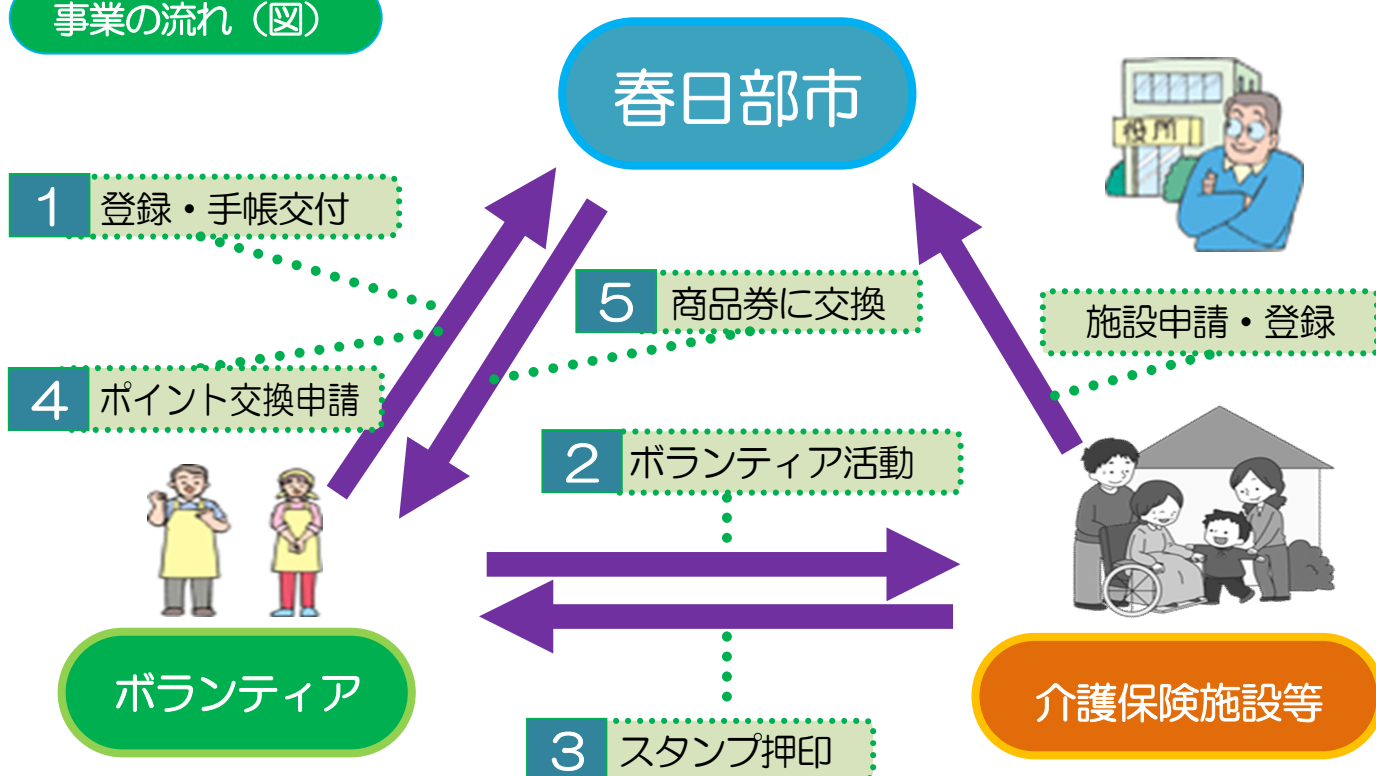 事業の流れ（図）
春日部市
役所
1 登録・手帳交付
5 商品券に交換
施設申請・登録
4 ポイント交換申請
2 ボランティア活動
ボランティア
介護保険施設等
3 スタンプ押印